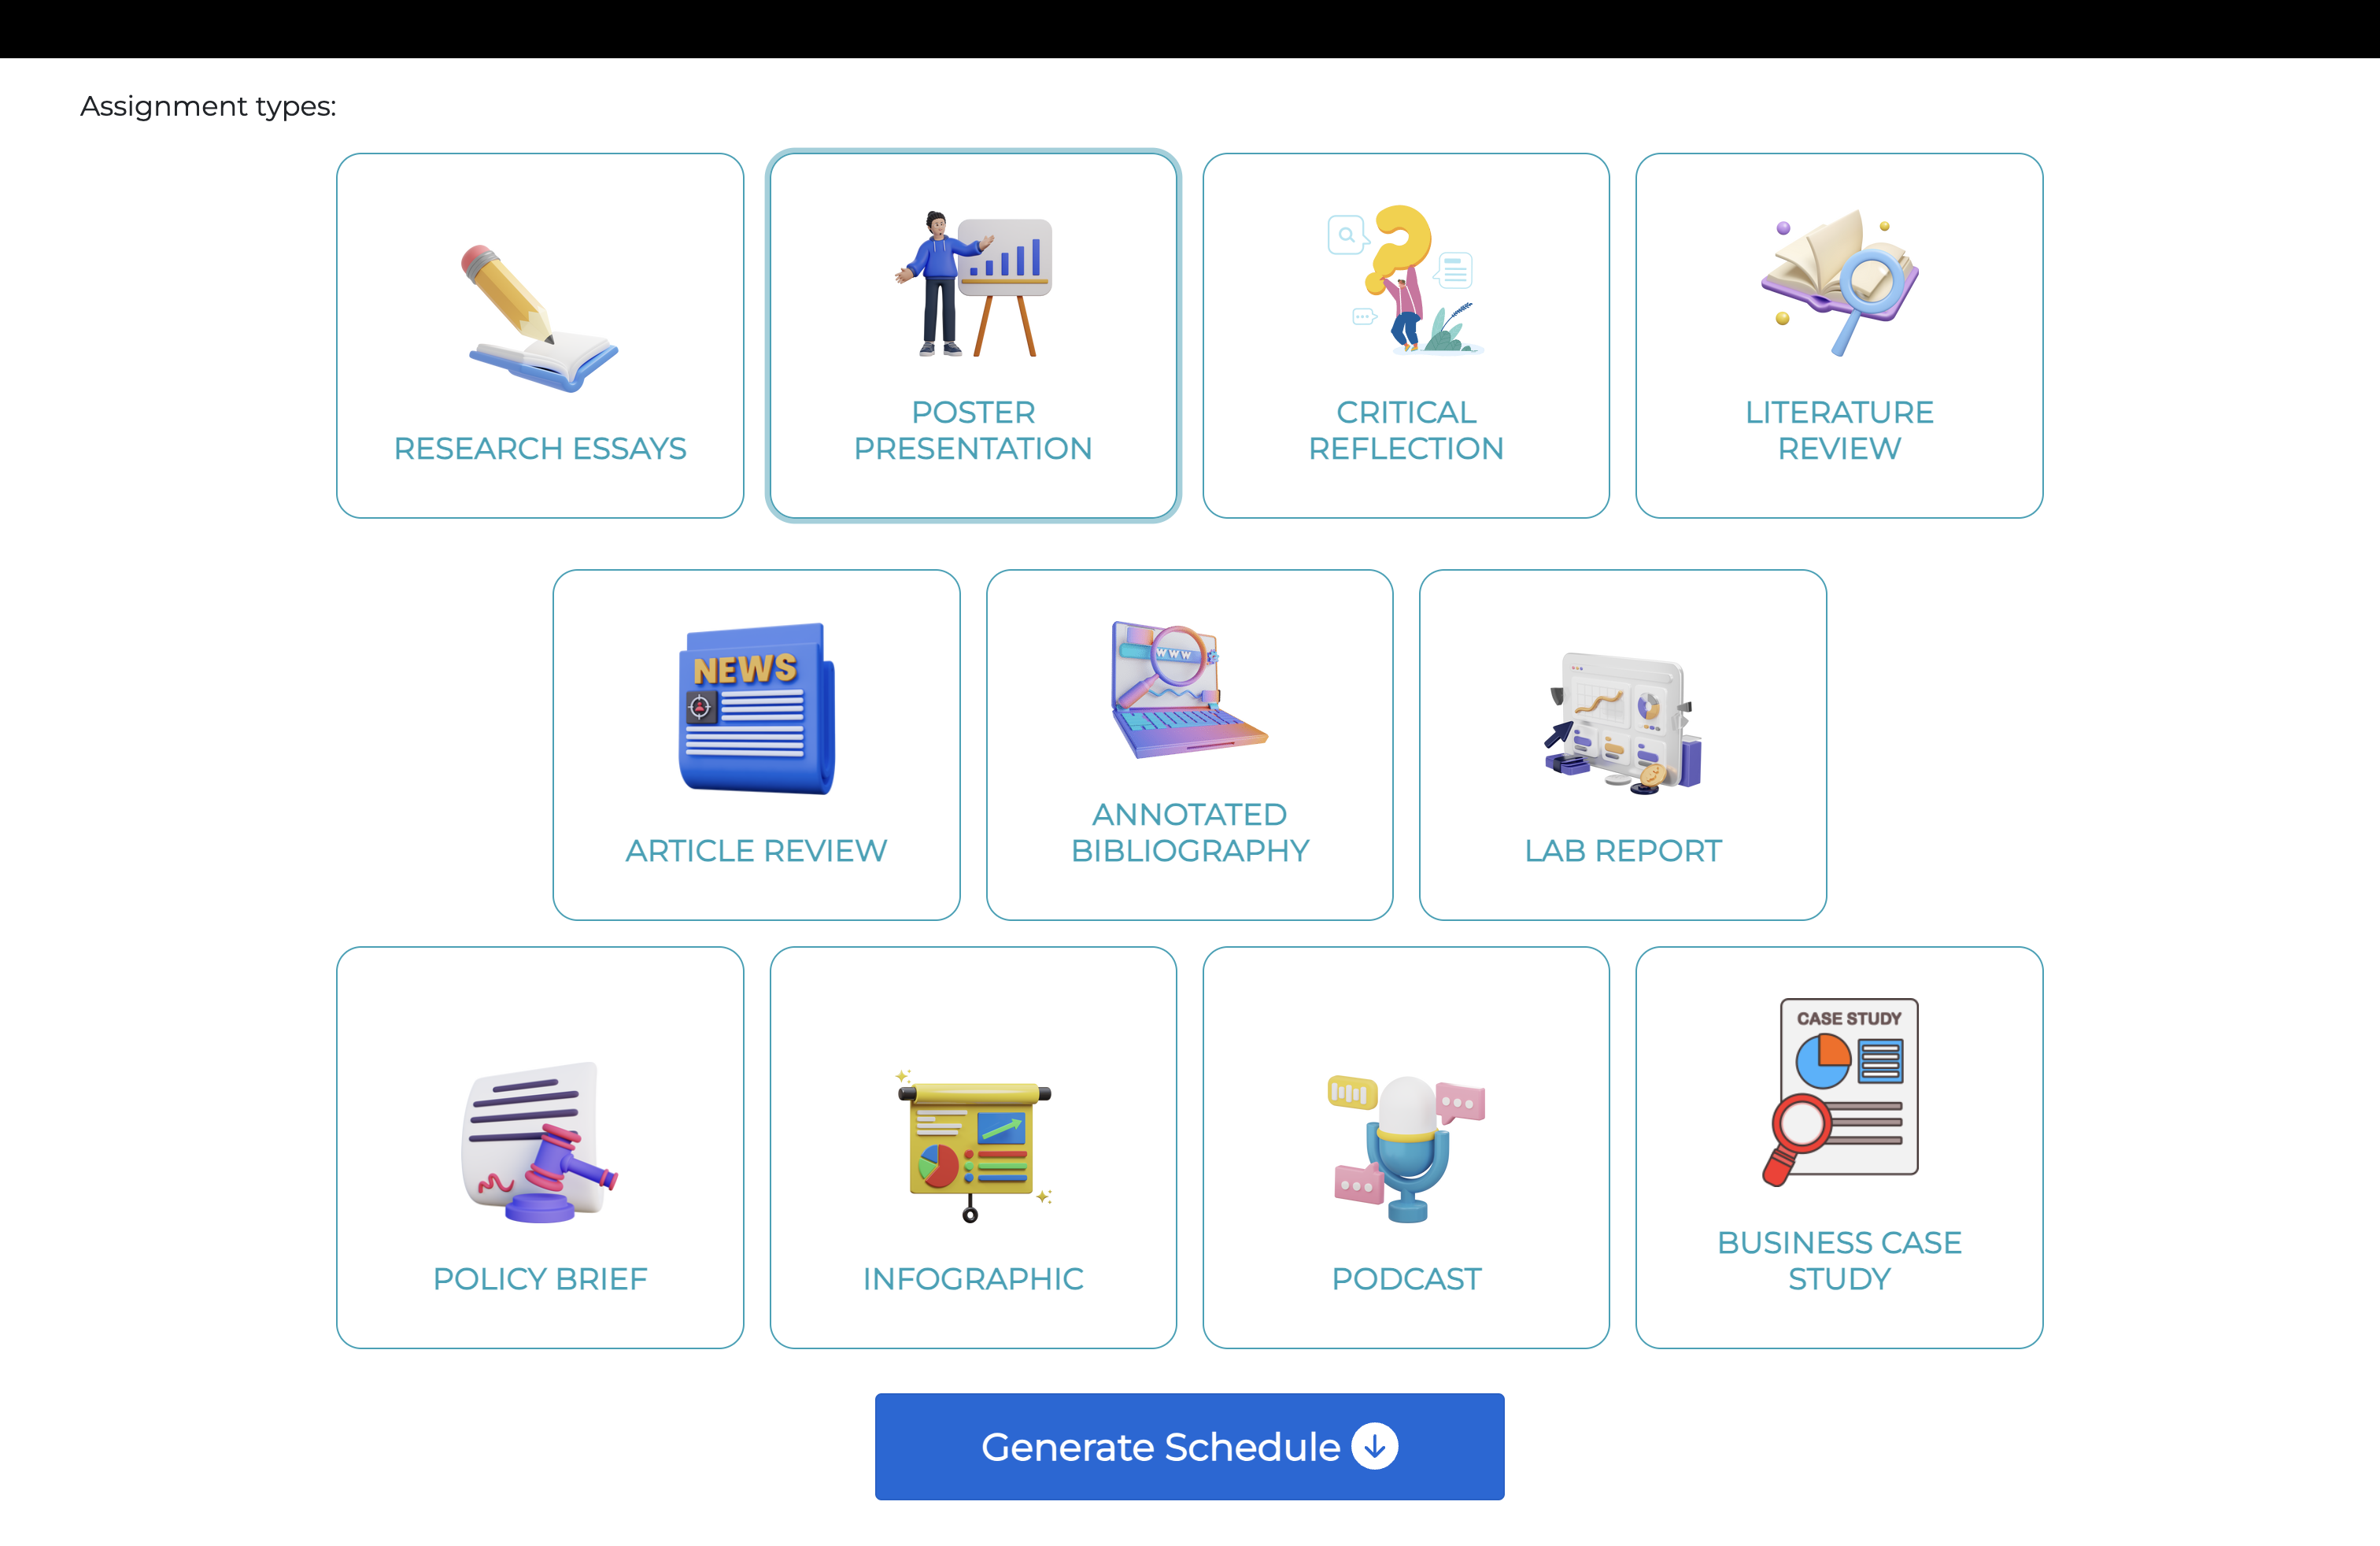 Assignment types:
RESEARCH ESSAYS
POSTER
PRESENTATION
CRITICAL
REFLECTION
LITERATURE
REVIEW
NEWS
ARTICLE REVIEW
WWW
ANNOTATED
BIBLIOGRAPHY
LAB REPORT
POLICY BRIEF
INFOGRAPHIC
PODCAST
CASE STUDY
BUSINESS CASE
STUDY
Generate Schedule